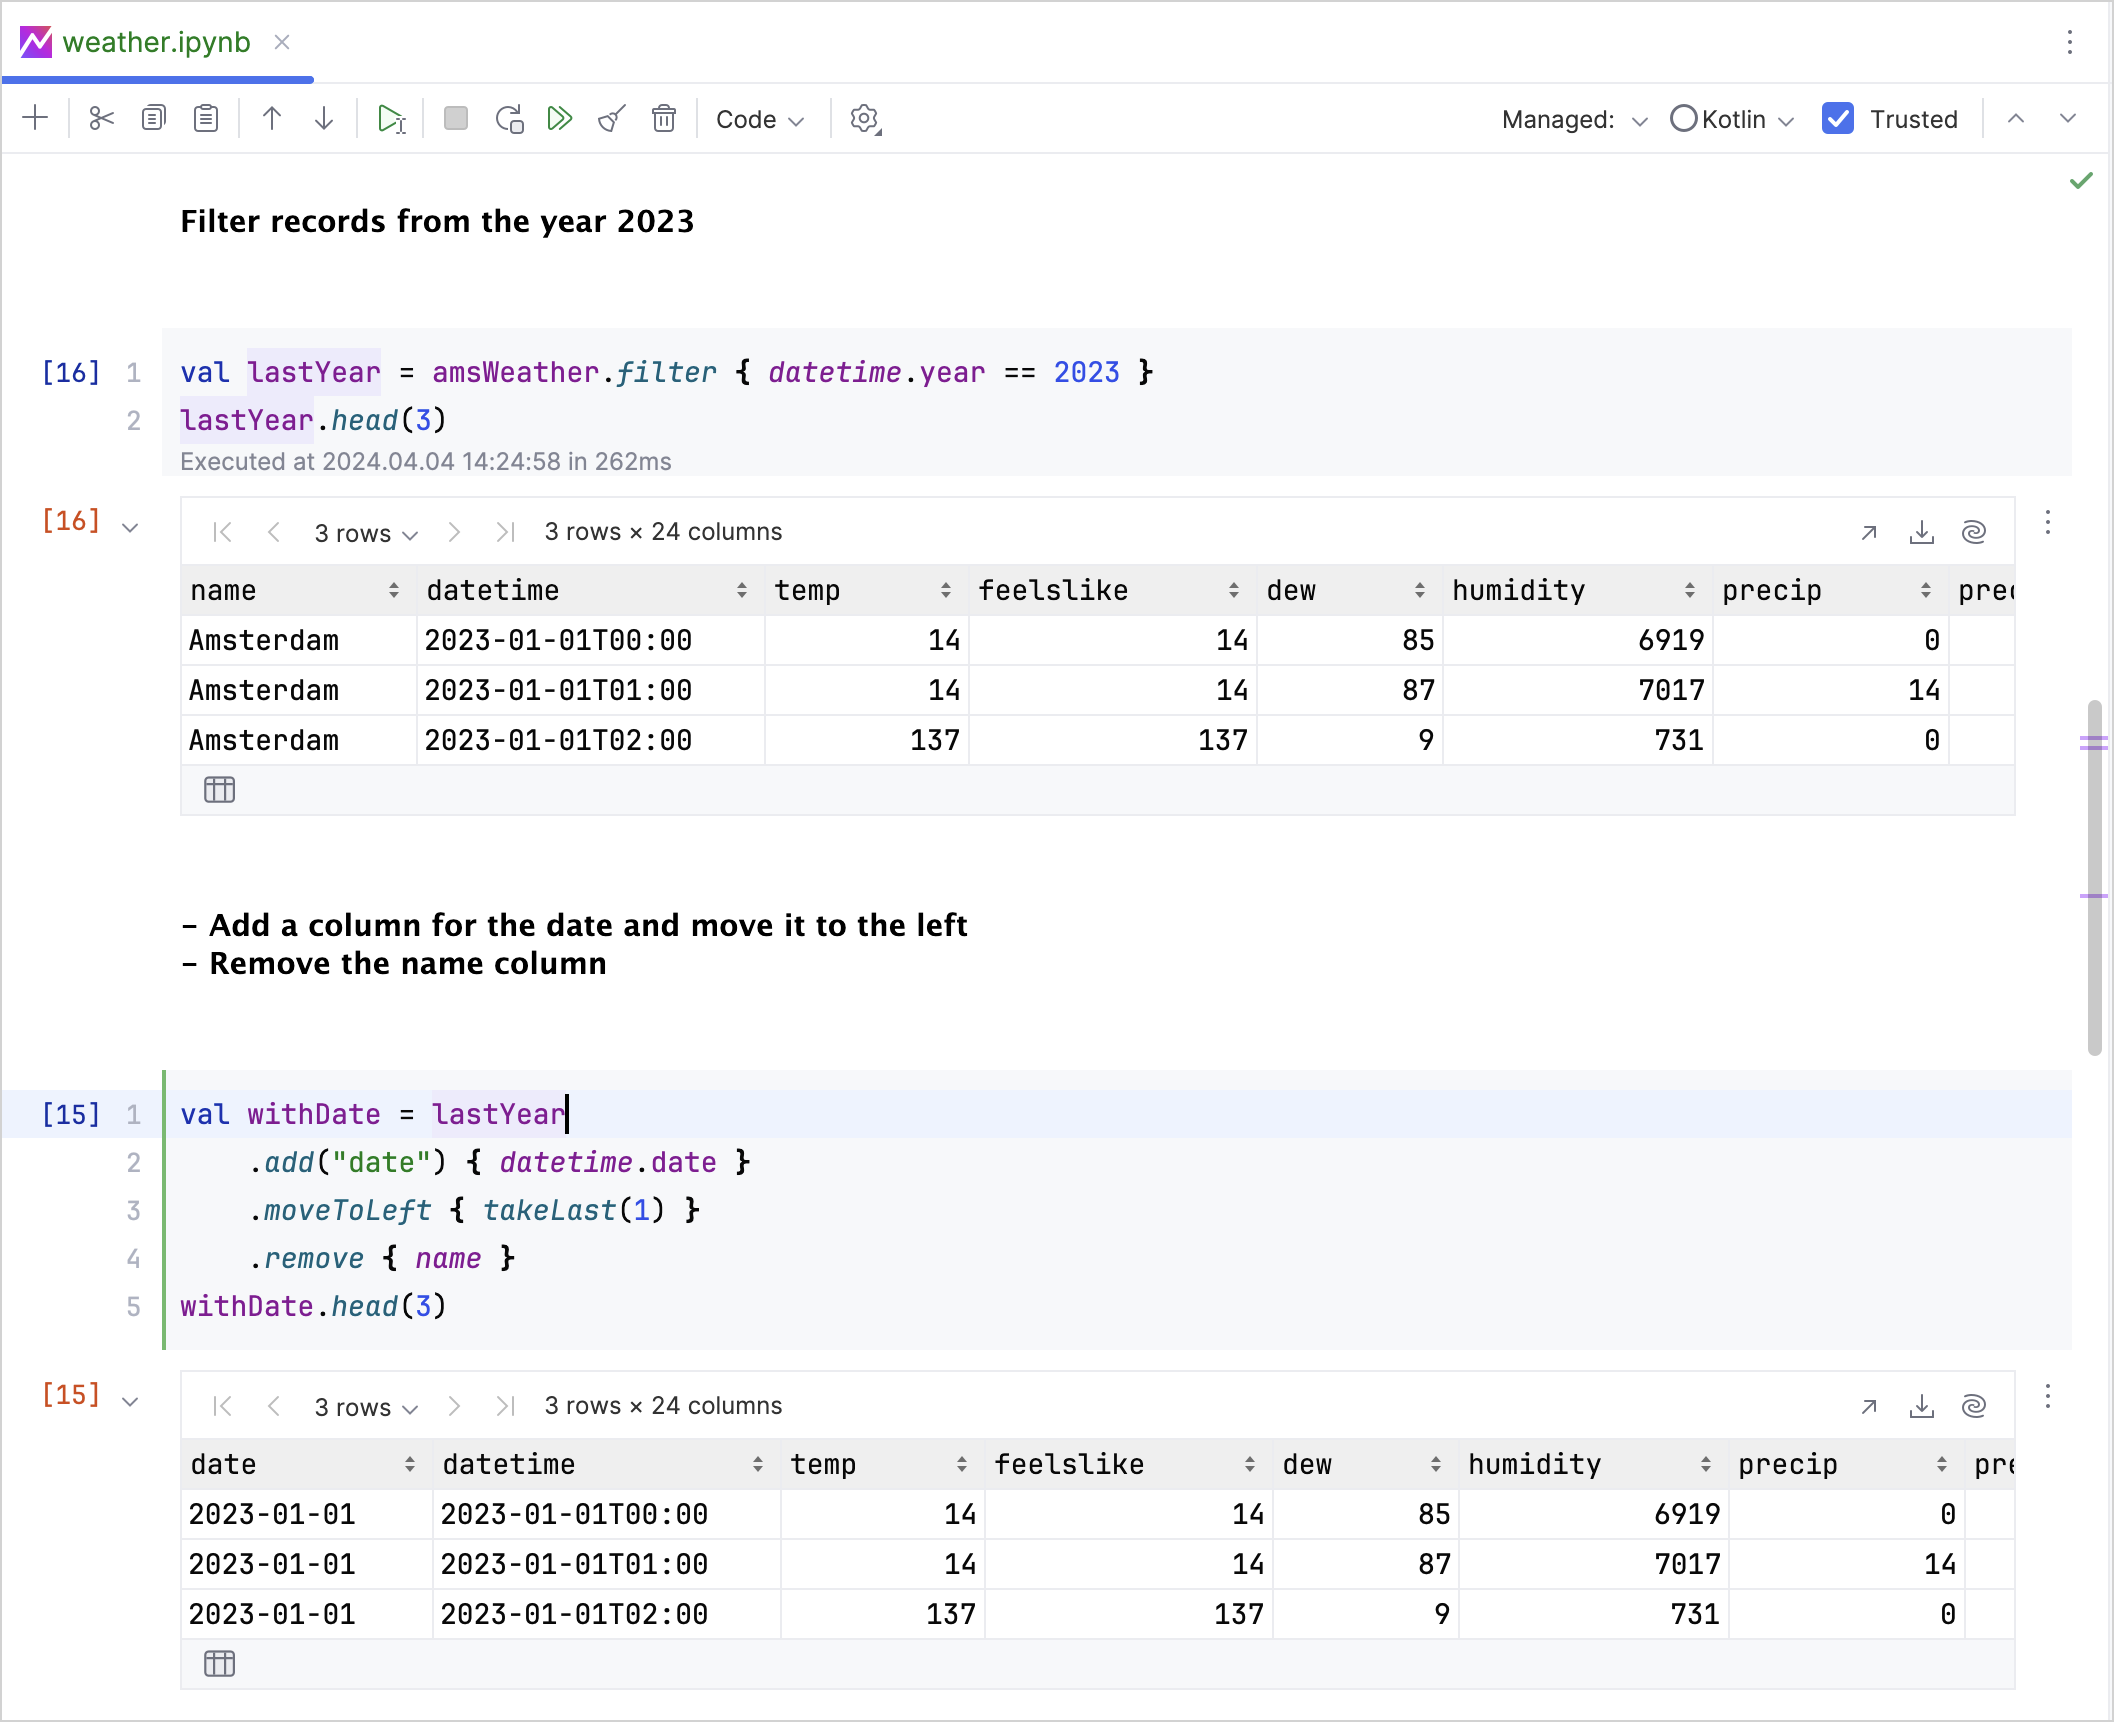 weather.ipynb
Code Managed: Kotlin Trusted
Filter records from the year 2023
[16] 1 val lastYear = amsWeather.filter { datetime.year == 2023 }
2 lastYear.head(3)
Executed at 2024.04.04 14:24:58 in 262ms
[16] 3 rows 3 rows × 24 columns
name datetime temp feelslike dew humidity precip prec
Amsterdam 2023-01-01T00:00 14 14 85 6919 0
Amsterdam 2023-01-01T01:00 14 14 87 7017 14
Amsterdam 2023-01-01T02:00 137 137 9 731 0
– Add a column for the date and move it to the left
– Remove the name column
[15] 1 val withDate = lastYear
2 .add("date") { datetime.date }
3 .moveToLeft { takeLast(1) }
4 .remove { name }
5 withDate.head(3)
[15] 3 rows 3 rows × 24 columns
date datetime temp feelslike dew humidity precip pre
2023-01-01 2023-01-01T00:00 14 14 85 6919 0
2023-01-01 2023-01-01T01:00 14 14 87 7017 14
2023-01-01 2023-01-01T02:00 137 137 9 731 0